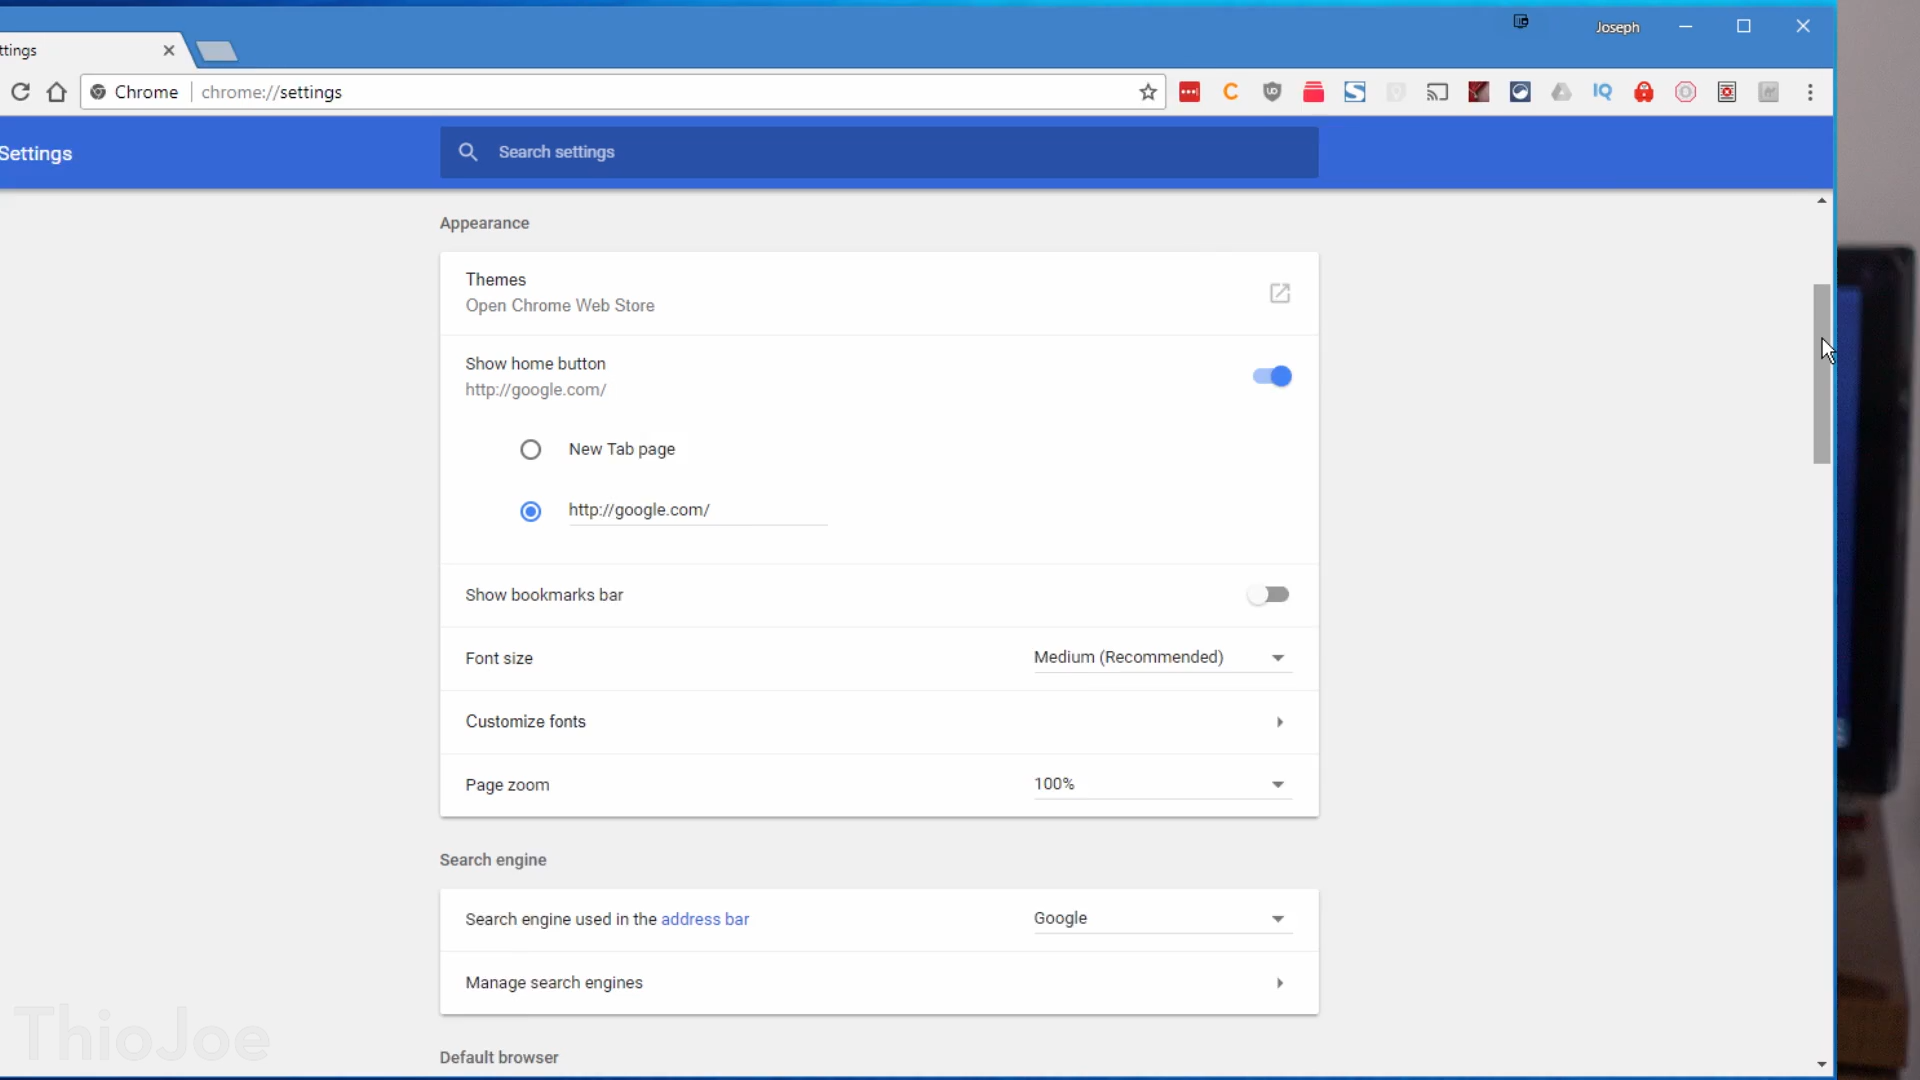 ttings
Joseph
Chrome
chrome://settings
C
UD
S
IQ
Settings
Search settings
Appearance
Themes
Open Chrome Web Store
Show home button
http://google.com/
New Tab page
http://google.com/
Show bookmarks bar
Font size
Medium (Recommended)
Customize fonts
Page zoom
100%
Search engine
Search engine used in the address bar
Google
Manage search engines
ThioJoe
Default browser